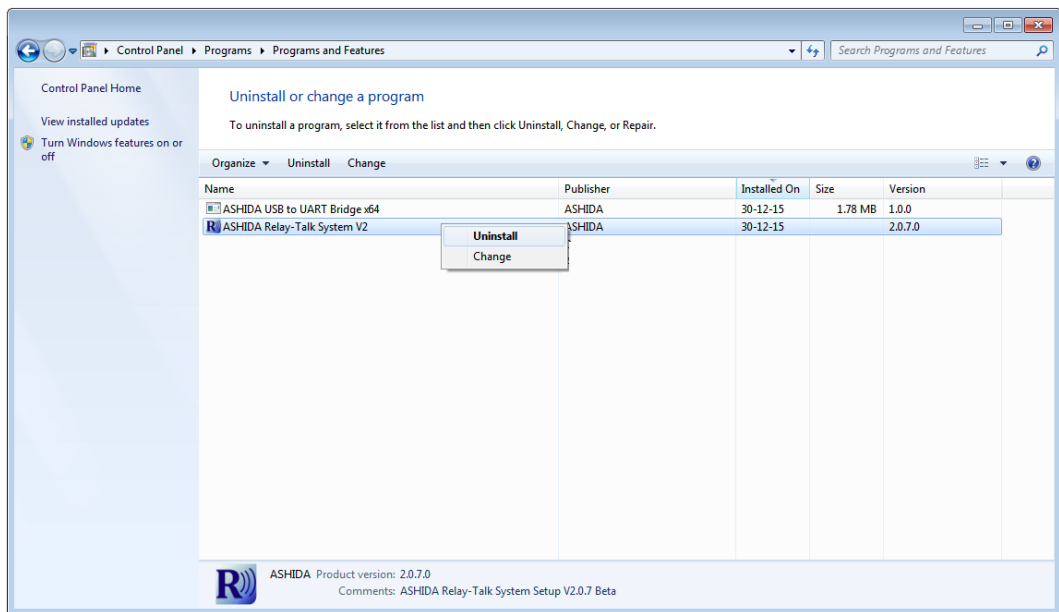 Control Panel ▸ Programs ▸ Programs and Features
Search Programs and Features
Control Panel Home
View installed updates
Turn Windows features on or
off
Uninstall or change a program
To uninstall a program, select it from the list and then click Uninstall, Change, or Repair.
Organize Uninstall Change
Name Publisher Installed On Size Version
ASHIDA USB to UART Bridge x64 ASHIDA 30-12-15 1.78 MB 1.0.0
R ASHIDA Relay-Talk System V2 ASHIDA 30-12-15 2.0.7.0
Uninstall
Change
R ASHIDA Product version: 2.0.7.0
Comments: ASHIDA Relay-Talk System Setup V2.0.7 Beta